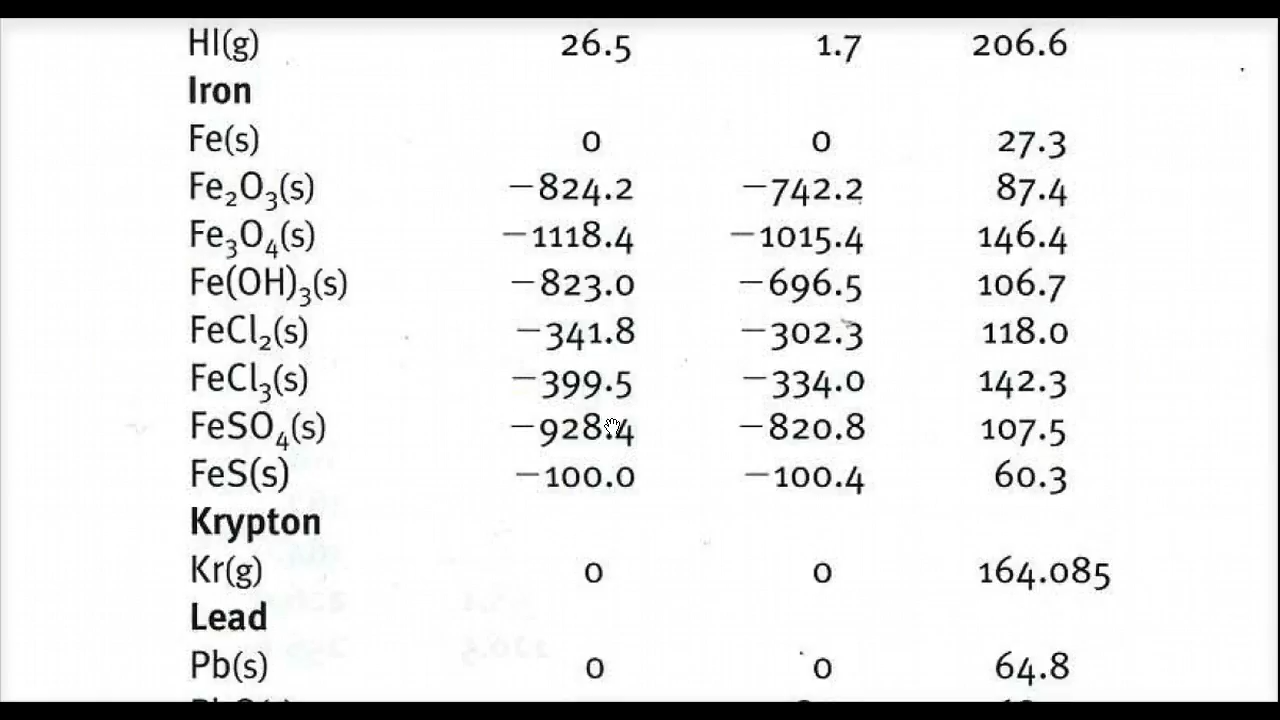 HI(g) 26.5 1.7 206.6
Iron
Fe(s) 0 0 27.3
Fe₂O₃(s) −824.2 −742.2 87.4
Fe₃O₄(s) −1118.4 −1015.4 146.4
Fe(OH)₃(s) −823.0 −696.5 106.7
FeCl₂(s) −341.8 −302.3 118.0
FeCl₃(s) −399.5 −334.0 142.3
FeSO₄(s) −928.4 −820.8 107.5
FeS(s) −100.0 −100.4 60.3
Krypton
Kr(g) 0 0 164.085
Lead
Pb(s) 0 0 64.8